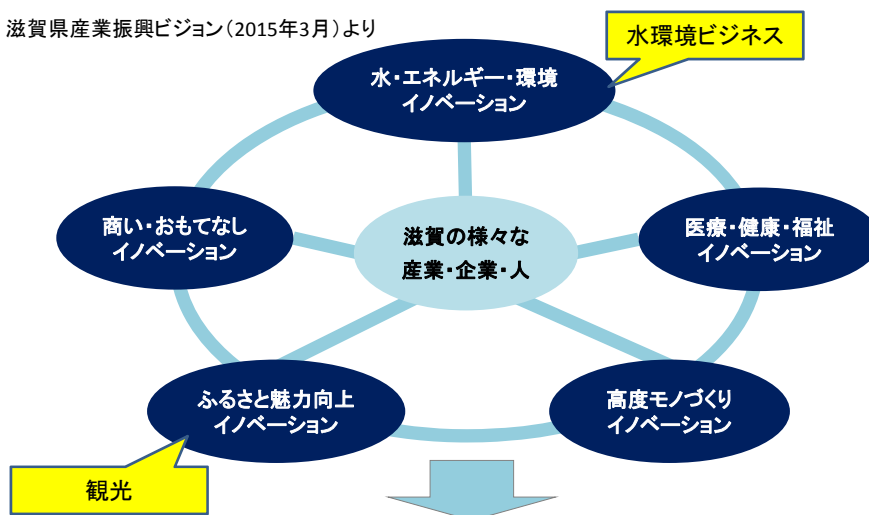 滋賀県産業振興ビジョン（2015年3月）より
水環境ビジネス
水・エネルギー・環境
イノベーション
商い・おもてなし
イノベーション
滋賀の様々な
産業・企業・人
医療・健康・福祉
イノベーション
ふるさと魅力向上
イノベーション
高度モノづくり
イノベーション
観光